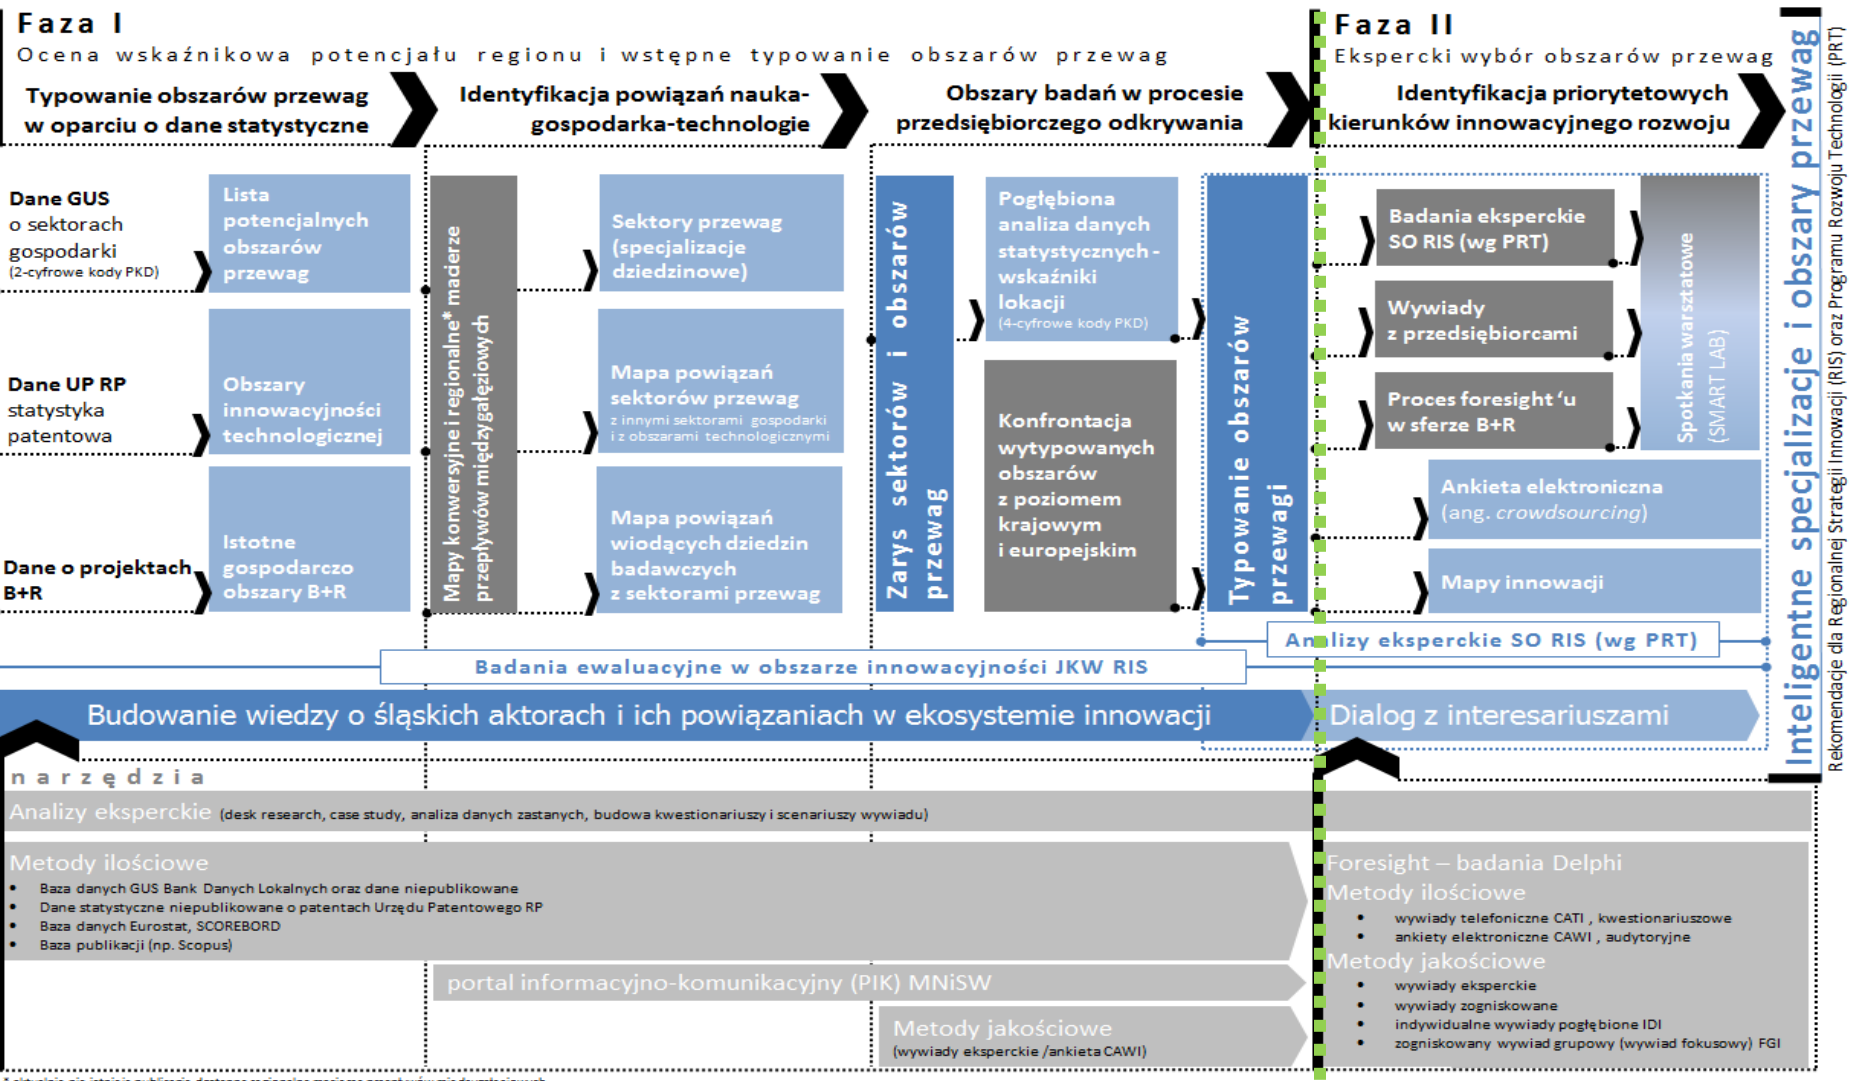 Faza I
Ocena wskaźnikowa potencjału regionu i wstępne typowanie obszarów przewag
Typowanie obszarów przewag
w oparciu o dane statystyczne
Identyfikacja powiązań nauka-
gospodarka-technologie
Obszary badań w procesie
przedsiębiorczego odkrywania
Faza II
Ekspercki wybór obszarów przewag
Identyfikacja priorytetowych
kierunków innowacyjnego rozwoju
Dane GUS
o sektorach
gospodarki
(2-cyfrowe kody PKD)
Lista
potencjalnych
obszarów
przewag
Dane UP RP
statystyka
patentowa
Obszary
innowacyjności
technologicznej
Dane o projektach
B+R
Istotne
gospodarczo
obszary B+R
Mapy konwersyjne i regionalne* maderze
przepływów międzygałęziowych
Sektory przewag
(specjalizacje
dziedzinowe)
Mapa powiązań
sektorów przewag
z innymi sektorami gospodarki
i z obszarami technologicznymi
Mapa powiązań
wiodących dziedzin
badawczych
z sektorami przewag
Zarys sektorów i obszarów
przewag
Pogłębiona
analiza danych
statystycznych -
wskaźniki
lokacji
(4-cyfrowe kody PKD)
Konfrontacja
wytypowanych
obszarów
z poziomem
krajowym
i europejskim
Typowanie obszarów
przewagi
Badania eksperckie
SO RIS (wg PRT)
Wywiady
z przedsiębiorcami
Proces foresight ‘u
w sferze B+R
Spotkania warsztatowe
(SMART LAB)
Ankieta elektroniczna
(ang. crowdsourcing)
Mapy innowacji
Analizy eksperckie SO RIS (wg PRT)
Badania ewaluacyjne w obszarze innowacyjności JKW RIS
Budowanie wiedzy o śląskich aktorach i ich powiązaniach w ekosystemie innowacji
Dialog z interesariuszami
Inteligentne specjalizacje i obszary przewag
Rekomendacje dla Regionalnej Strategii Innowacji (RIS) oraz Programu Rozwoju Technologii (PRT)
narzędzia
Analizy eksperckie (desk research, case study, analiza danych zastanych, budowa kwestionariuszy i scenariuszy wywiadu)
Metody ilościowe
• Baza danych GUS Bank Danych Lokalnych oraz dane niepublikowane
• Dane statystyczne niepublikowane o patentach Urzędu Patentowego RP
• Baza danych Eurostat, SCOREBORD
• Baza publikacji (np. Scopus)
portal informacyjno-komunikacyjny (PIK) MNiSW
Metody jakościowe
(wywiady eksperckie /ankieta CAWI)
Foresight – badania Delphi
Metody ilościowe
• wywiady telefoniczne CATI , kwestionariuszowe
• ankiety elektroniczne CAWI , audytoryjne
Metody jakościowe
• wywiady eksperckie
• wywiady zogniskowane
• indywidualne wywiady pogłębione IDI
• zogniskowany wywiad grupowy (wywiad fokusowy) FGI